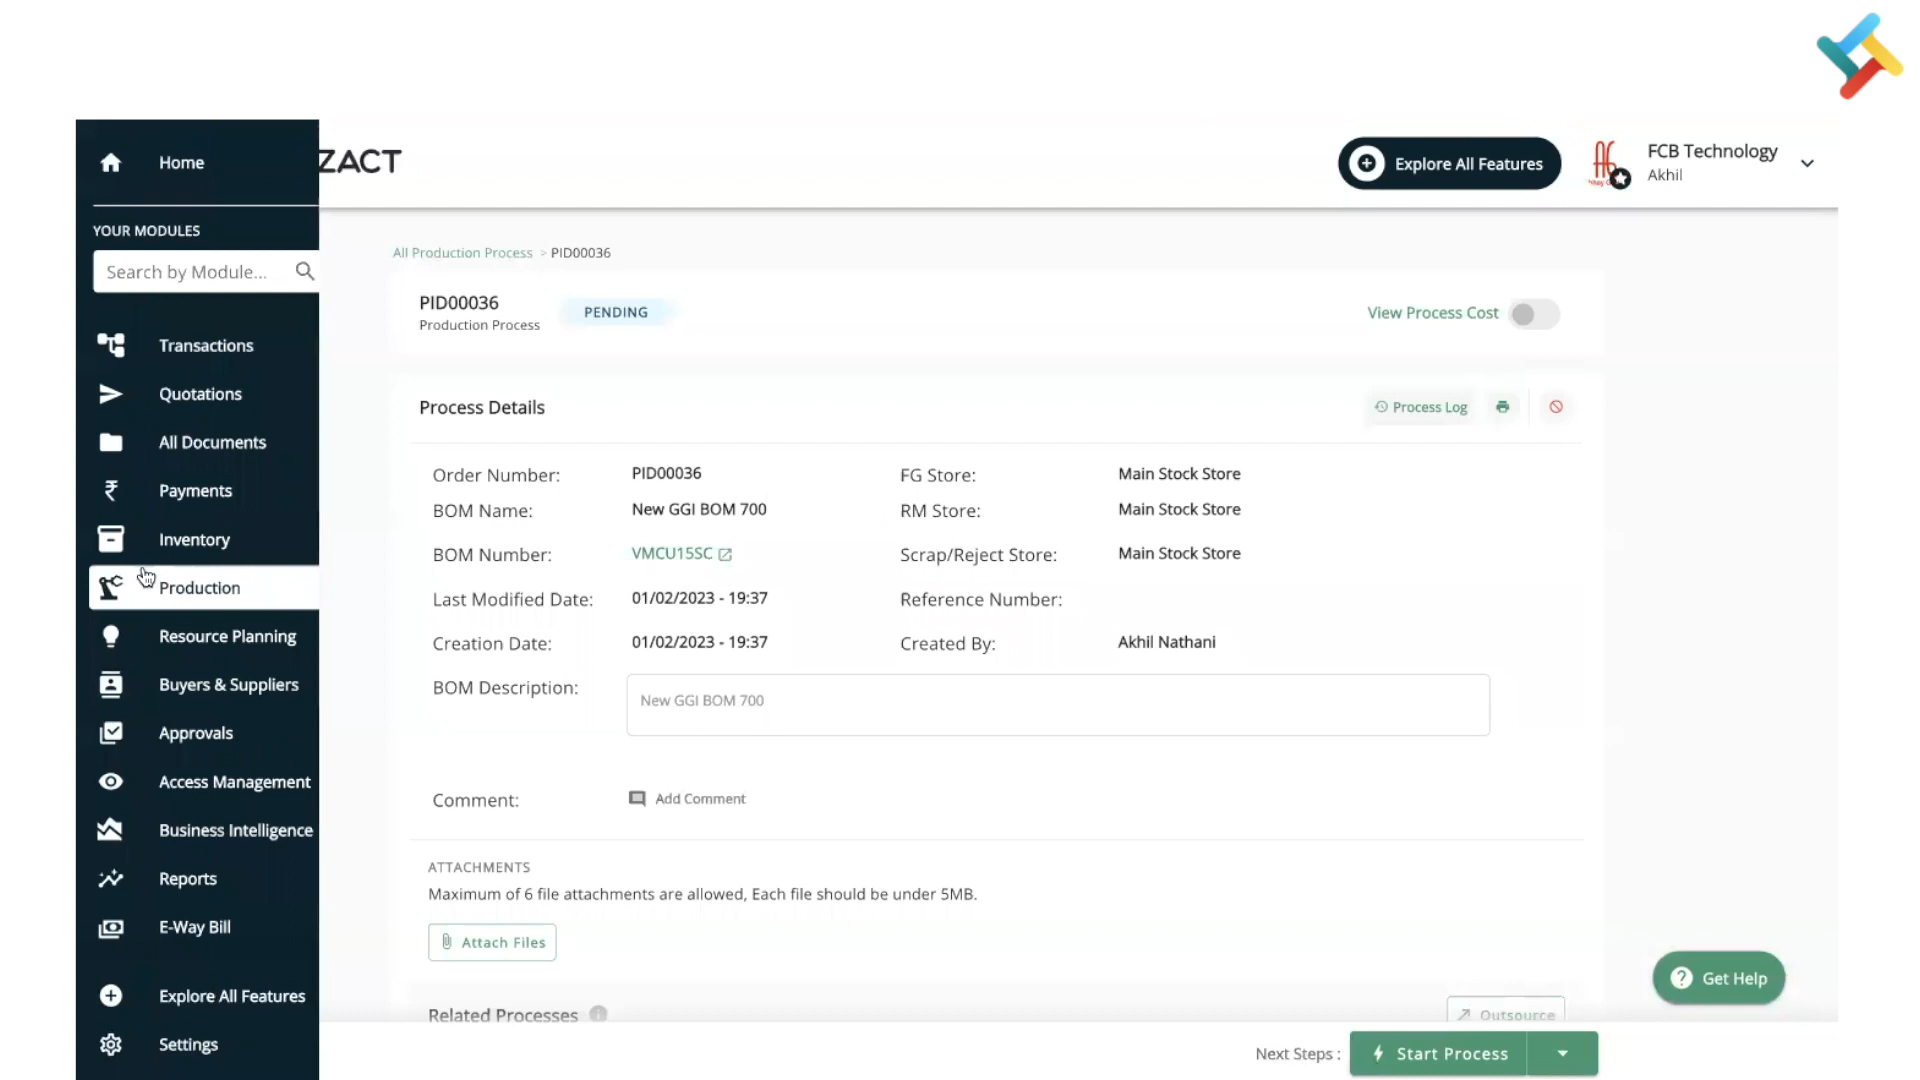 Home
ZACT
Explore All Features
FCB Technology
Akhil
YOUR MODULES
Search by Module...
Transactions
Quotations
All Documents
Payments
Inventory
Production
Resource Planning
Buyers & Suppliers
Approvals
Access Management
Business Intelligence
Reports
E-Way Bill
Explore All Features
Settings
All Production Process > PID00036
PID00036
Production Process
PENDING
View Process Cost
Process Details
Process Log
Order Number: PID00036 FG Store: Main Stock Store
BOM Name: New GGI BOM 700 RM Store: Main Stock Store
BOM Number: VMCU15SC Scrap/Reject Store: Main Stock Store
Last Modified Date: 01/02/2023 - 19:37 Reference Number:
Creation Date: 01/02/2023 - 19:37 Created By: Akhil Nathani
BOM Description: New GGI BOM 700
Comment: Add Comment
ATTACHMENTS
Maximum of 6 file attachments are allowed, Each file should be under 5MB.
Attach Files
Get Help
Related Processes
Outsource
Next Steps : Start Process